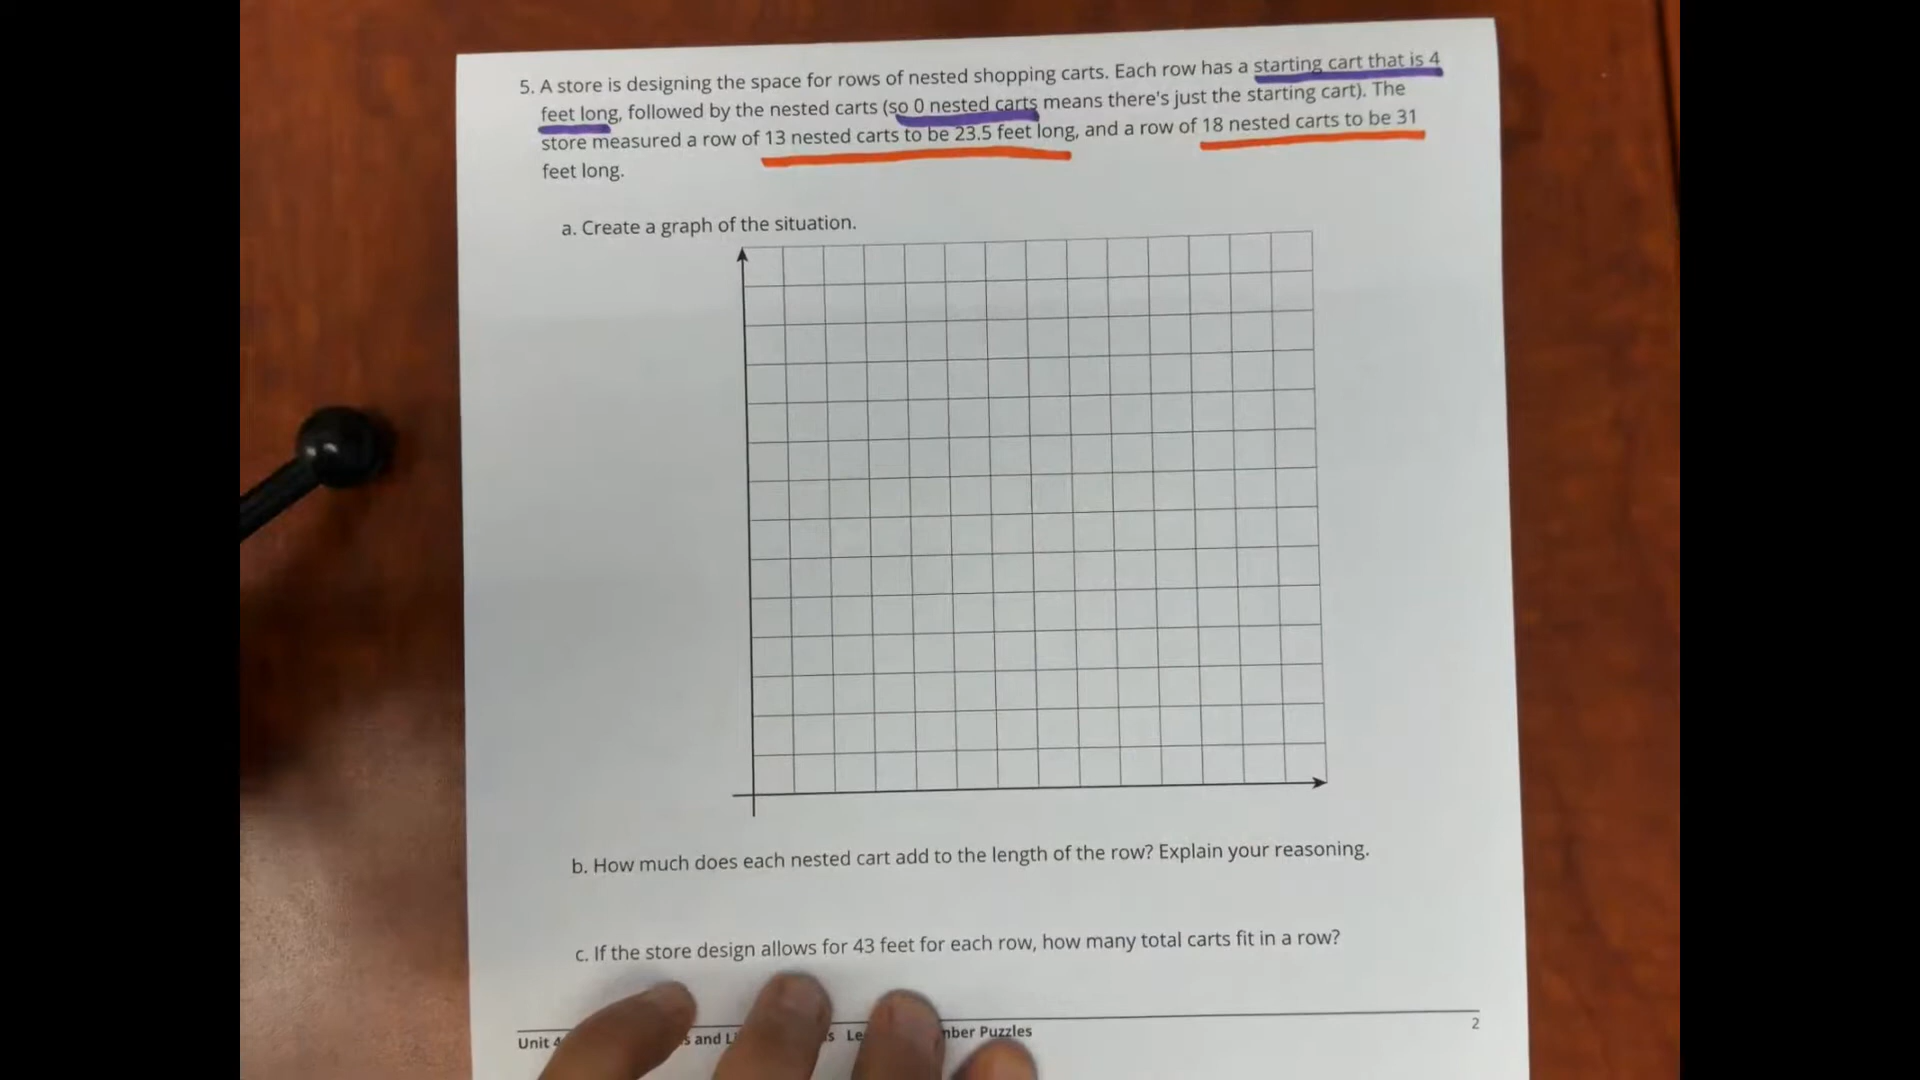 5. A store is designing the space for rows of nested shopping carts. Each row has a starting cart that is 4
feet long, followed by the nested carts (so 0 nested carts means there's just the starting cart). The
store measured a row of 13 nested carts to be 23.5 feet long, and a row of 18 nested carts to be 31
feet long.
a. Create a graph of the situation.
b. How much does each nested cart add to the length of the row? Explain your reasoning.
c. If the store design allows for 43 feet for each row, how many total carts fit in a row?
Unit and Puzzles
2